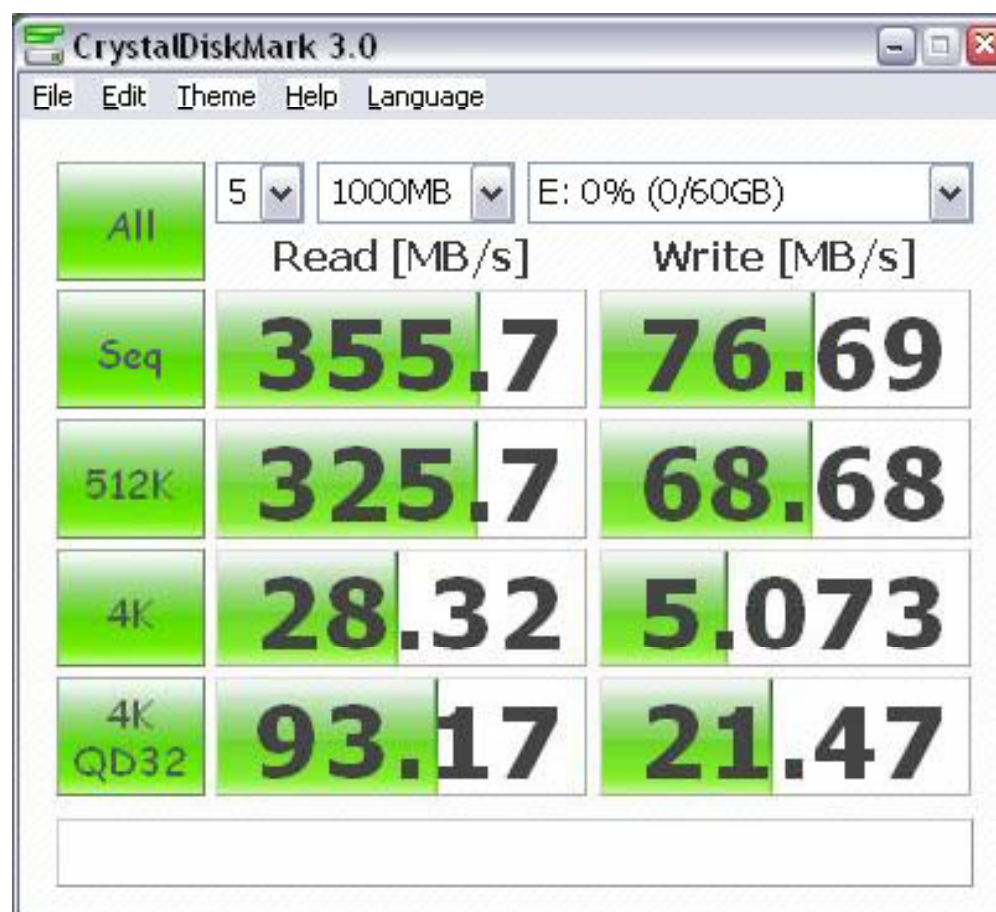 CrystalDiskMark 3.0
File Edit Theme Help Language
All 5 1000MB E: 0% (0/60GB)
Read [MB/s] Write [MB/s]
Seq 355.7 76.69
512K 325.7 68.68
4K 28.32 5.073
4K
QD32 93.17 21.47